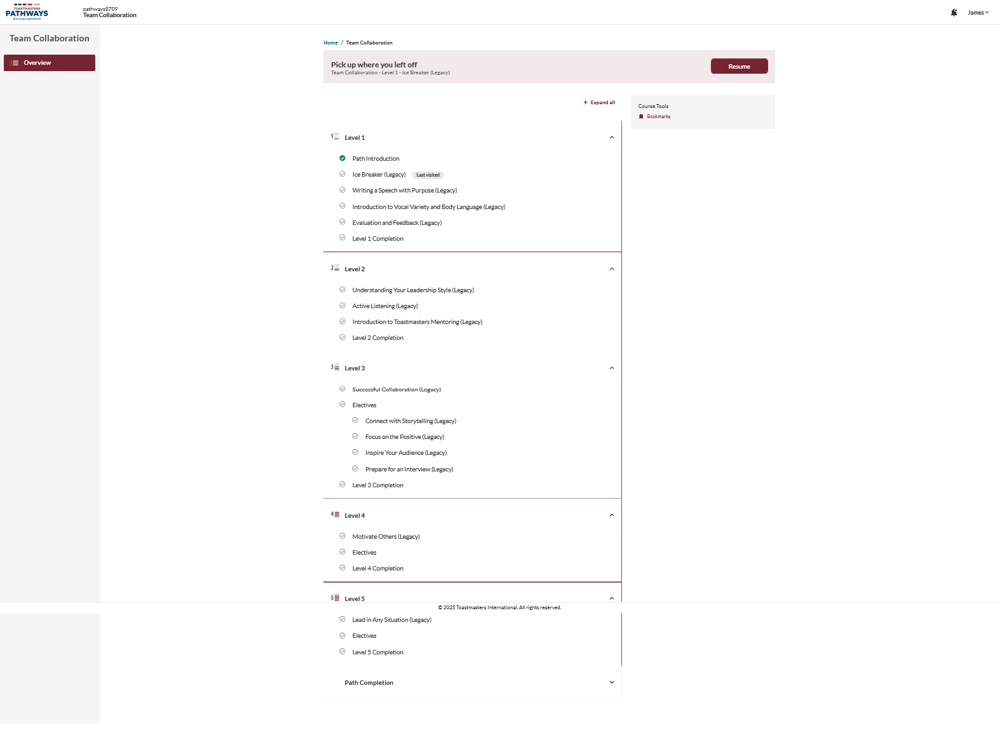 TOASTMASTERS
PATHWAYS
learning experience
pathways8709
Team Collaboration
James
Team Collaboration
Overview
Home / Team Collaboration
Pick up where you left off
Team Collaboration - Level 1 - Ice Breaker (Legacy)
Resume
+ Expand all
Course Tools
Bookmarks
1 Level 1
Path Introduction
Ice Breaker (Legacy) Last visited
Writing a Speech with Purpose (Legacy)
Introduction to Vocal Variety and Body Language (Legacy)
Evaluation and Feedback (Legacy)
Level 1 Completion
2 Level 2
Understanding Your Leadership Style (Legacy)
Active Listening (Legacy)
Introduction to Toastmasters Mentoring (Legacy)
Level 2 Completion
3 Level 3
Successful Collaboration (Legacy)
Electives
Connect with Storytelling (Legacy)
Focus on the Positive (Legacy)
Inspire Your Audience (Legacy)
Prepare for an Interview (Legacy)
Level 3 Completion
4 Level 4
Motivate Others (Legacy)
Electives
Level 4 Completion
5 Level 5
© 2025 Toastmasters International. All rights reserved.
Lead in Any Situation (Legacy)
Electives
Level 5 Completion
Path Completion